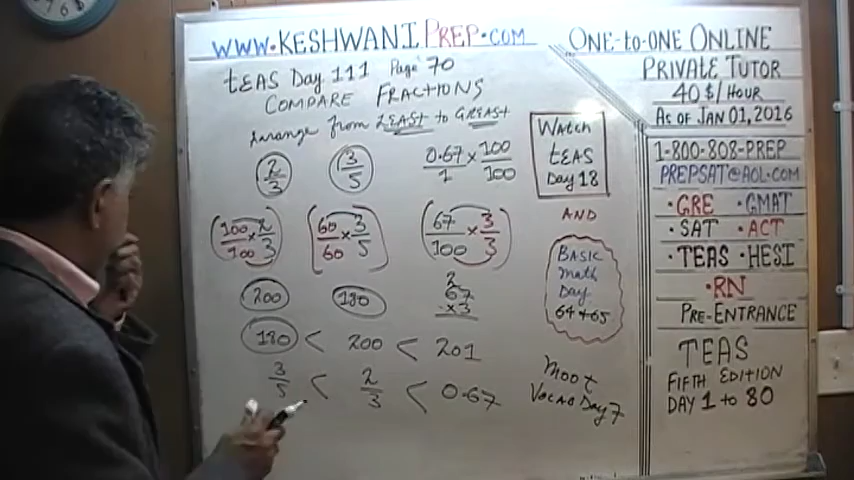 WWW.KESHWANIPREP.COM
TEAS Day 111 Page 70
COMPARE FRACTIONS
Arrange from LEAST to GREAST
2/3 3/5 0.67/1 × 100/100
(100/100 × 2/3) (60/60 × 3/5) (67/100 × 3/3)
200 180
2
67
×3
180 < 200 < 201
3/5 < 2/3 < 0.67
Watch
tEAS
Day 18
AND
BASIC
math
Day
64+65
MOOT
VOCAB DAY 7
ONE-to-ONE ONLINE
PRIVATE TUTOR
40$/HOUR
AS OF JAN 01, 2016
1-800-808-PREP
PREPSAT@AOL.COM
•GRE •GMAT
•SAT •ACT
•TEAS •HESI
•RN
PRE-ENTRANCE
TEAS
FIFTH EDITION
DAY 1 to 80